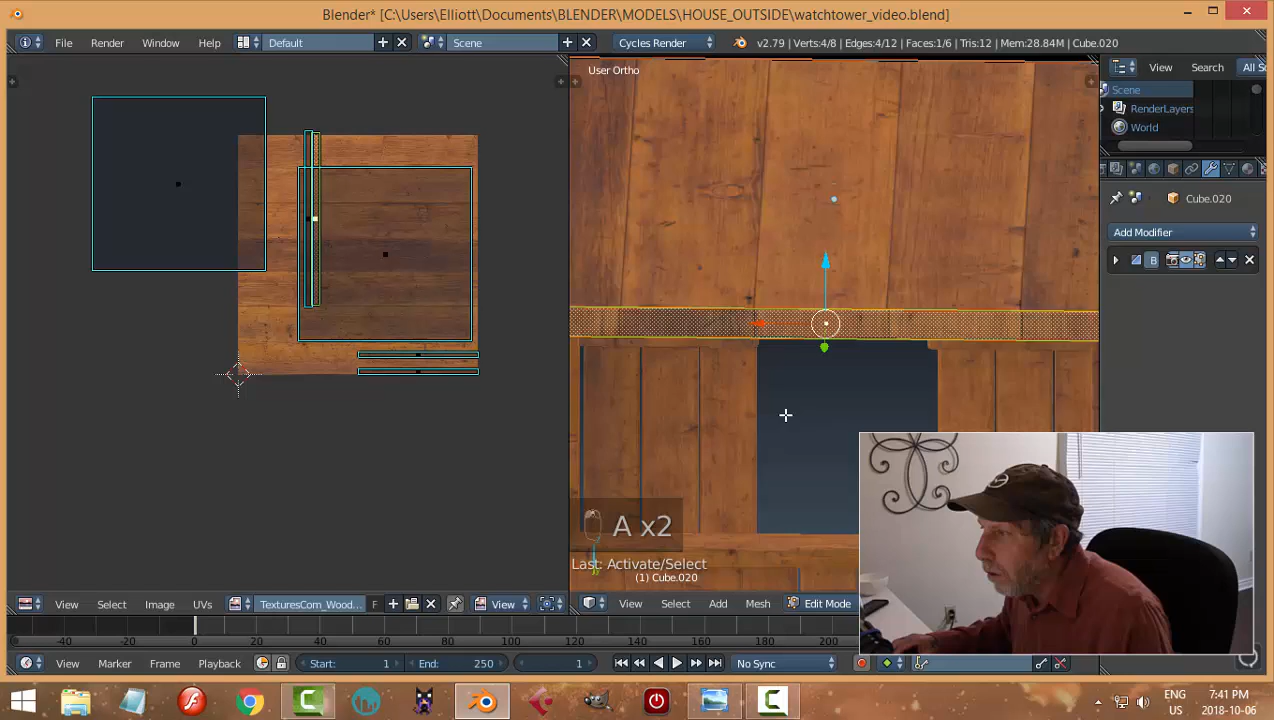 Blender* [C:\Users\Elliott\Documents\BLENDER\MODELS\HOUSE_OUTSIDE\watchtower_video.blend]
File Render Window Help Default Scene Cycles Render v2.79 | Verts:4/8 | Edges:4/12 | Faces:1/6 | Tris:12 | Mem:28.84M | Cube.020
User Ortho
View Search All S
Scene
RenderLayers
World
Cube.020
Add Modifier
B
A x2
Last: Activate/Select
(1) Cube.020
View Select Image UVs TexturesCom_Wood... F View
View Select Add Mesh Edit Mode
-40 -20 0 20 40 60 80 100 120 140 160 180 200
View Marker Frame Playback Start: 1 End: 250 1 No Sync
ENG 7:41 PM
US 2018-10-06